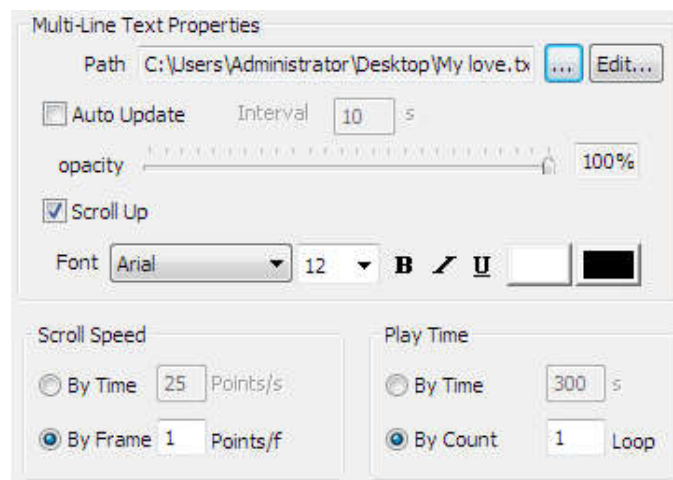 Multi-Line Text Properties
Path C:\Users\Administrator\Desktop\My love.tx ... Edit...
Auto Update Interval 10 s
opacity 100%
Scroll Up
Font Arial 12 B I U
Scroll Speed
By Time 25 Points/s
By Frame 1 Points/f
Play Time
By Time 300 s
By Count 1 Loop